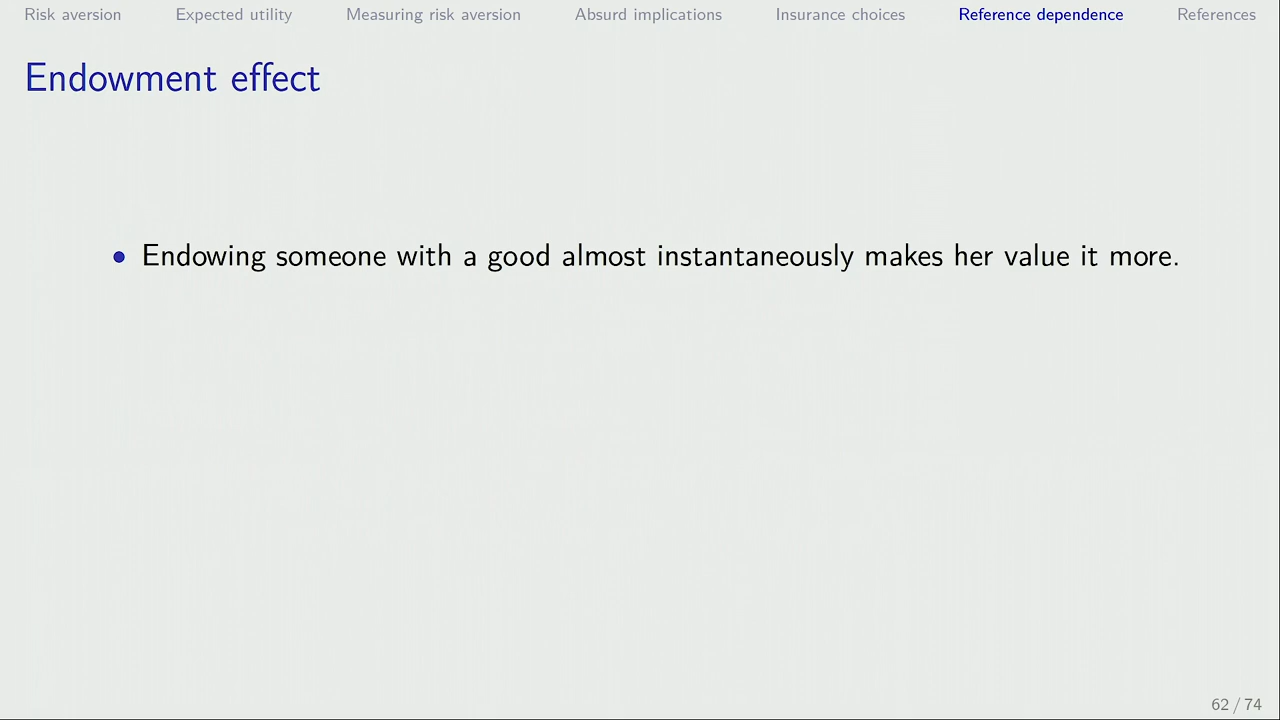 Risk aversion Expected utility Measuring risk aversion Absurd implications Insurance choices Reference dependence References
Endowment effect
• Endowing someone with a good almost instantaneously makes her value it more.
62 / 74